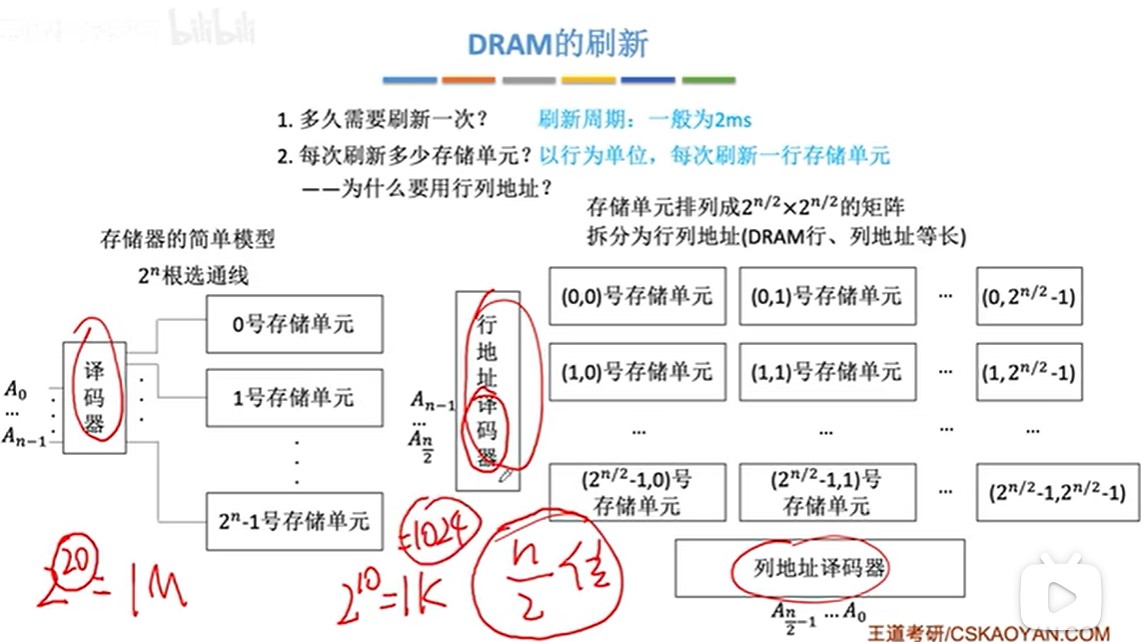 bilibili
DRAM的刷新
1. 多久需要刷新一次？ 刷新周期：一般为2ms
2. 每次刷新多少存储单元？以行为单位，每次刷新一行存储单元
——为什么要用行列地址？
存储单元排列成2^{n/2}×2^{n/2}的矩阵
拆分为行列地址(DRAM行、列地址等长)
存储器的简单模型
2^n根选通线
译码器
A_0
...
A_{n-1}
0号存储单元
1号存储单元
2^n-1号存储单元
行地址译码器
A_{n-1}
...
A_{n/2}
(0,0)号存储单元 (0,1)号存储单元 ... (0, 2^{n/2}-1)
(1,0)号存储单元 (1,1)号存储单元 ... (1, 2^{n/2}-1)
... ... ... ...
(2^{n/2}-1,0)号 (2^{n/2}-1,1)号 ... (2^{n/2}-1,2^{n/2}-1)
存储单元 存储单元
列地址译码器
A_{n/2-1} ... A_0
2^20=1M
2^10=1K
=1024
n/2 位
王道考研/CSKAOYAN.COM